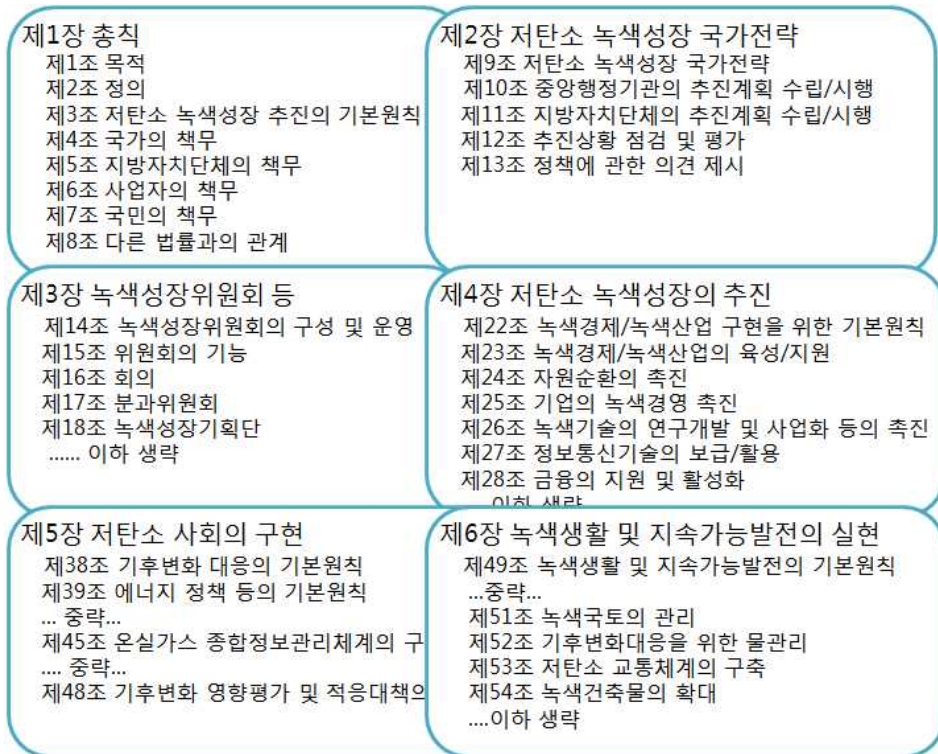 제1장 총칙
제1조 목적
제2조 정의
제3조 저탄소 녹색성장 추진의 기본원칙
제4조 국가의 책무
제5조 지방자치단체의 책무
제6조 사업자의 책무
제7조 국민의 책무
제8조 다른 법률과의 관계
제2장 저탄소 녹색성장 국가전략
제9조 저탄소 녹색성장 국가전략
제10조 중앙행정기관의 추진계획 수립/시행
제11조 지방자치단체의 추진계획 수립/시행
제12조 추진상황 점검 및 평가
제13조 정책에 관한 의견 제시
제3장 녹색성장위원회 등
제14조 녹색성장위원회의 구성 및 운영
제15조 위원회의 기능
제16조 회의
제17조 분과위원회
제18조 녹색성장기획단
...... 이하 생략
제4장 저탄소 녹색성장의 추진
제22조 녹색경제/녹색산업 구현을 위한 기본원칙
제23조 녹색경제/녹색산업의 육성/지원
제24조 자원순환의 촉진
제25조 기업의 녹색경영 촉진
제26조 녹색기술의 연구개발 및 사업화 등의 촉진
제27조 정보통신기술의 보급/활용
제28조 금융의 지원 및 활성화
...이하 생략
제5장 저탄소 사회의 구현
제38조 기후변화 대응의 기본원칙
제39조 에너지 정책 등의 기본원칙
... 중략...
제45조 온실가스 종합정보관리체계의 구
.... 중략...
제48조 기후변화 영향평가 및 적응대책의
제6장 녹색생활 및 지속가능발전의 실현
제49조 녹색생활 및 지속가능발전의 기본원칙
...중략...
제51조 녹색국토의 관리
제52조 기후변화대응을 위한 물관리
제53조 저탄소 교통체계의 구축
제54조 녹색건축물의 확대
....이하 생략